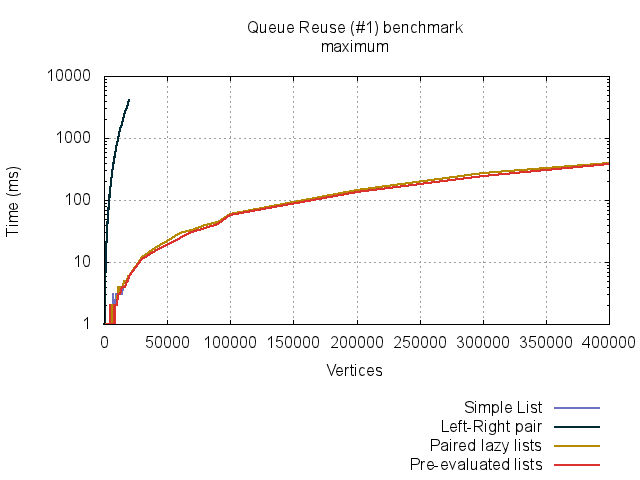 Queue Reuse (#1) benchmark
maximum
10000
1000
100
10
1
Time (ms)
0 50000 100000 150000 200000 250000 300000 350000 400000
Vertices
Simple List
Left-Right pair
Paired lazy lists
Pre-evaluated lists